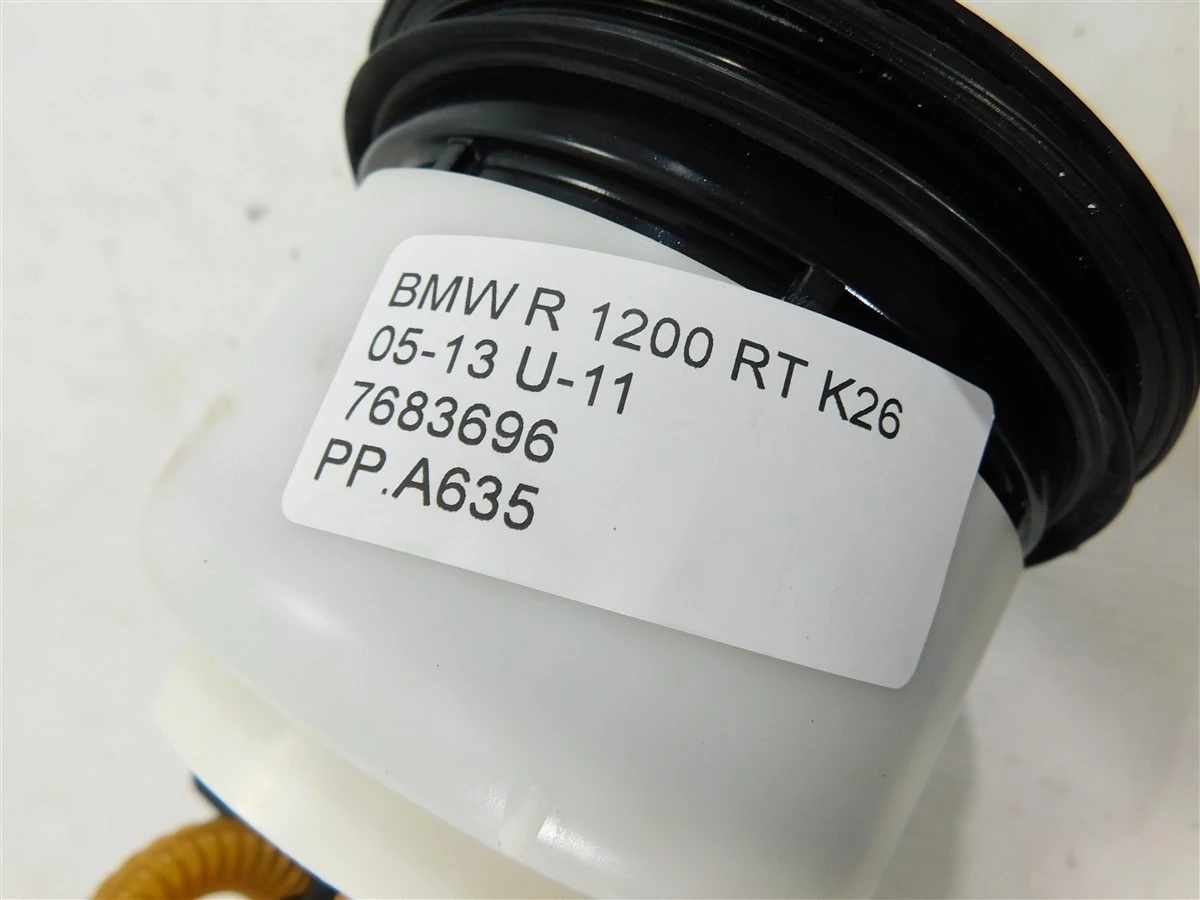 BMW R 1200 RT K26
05-13 U-11
7683696
PP.A635